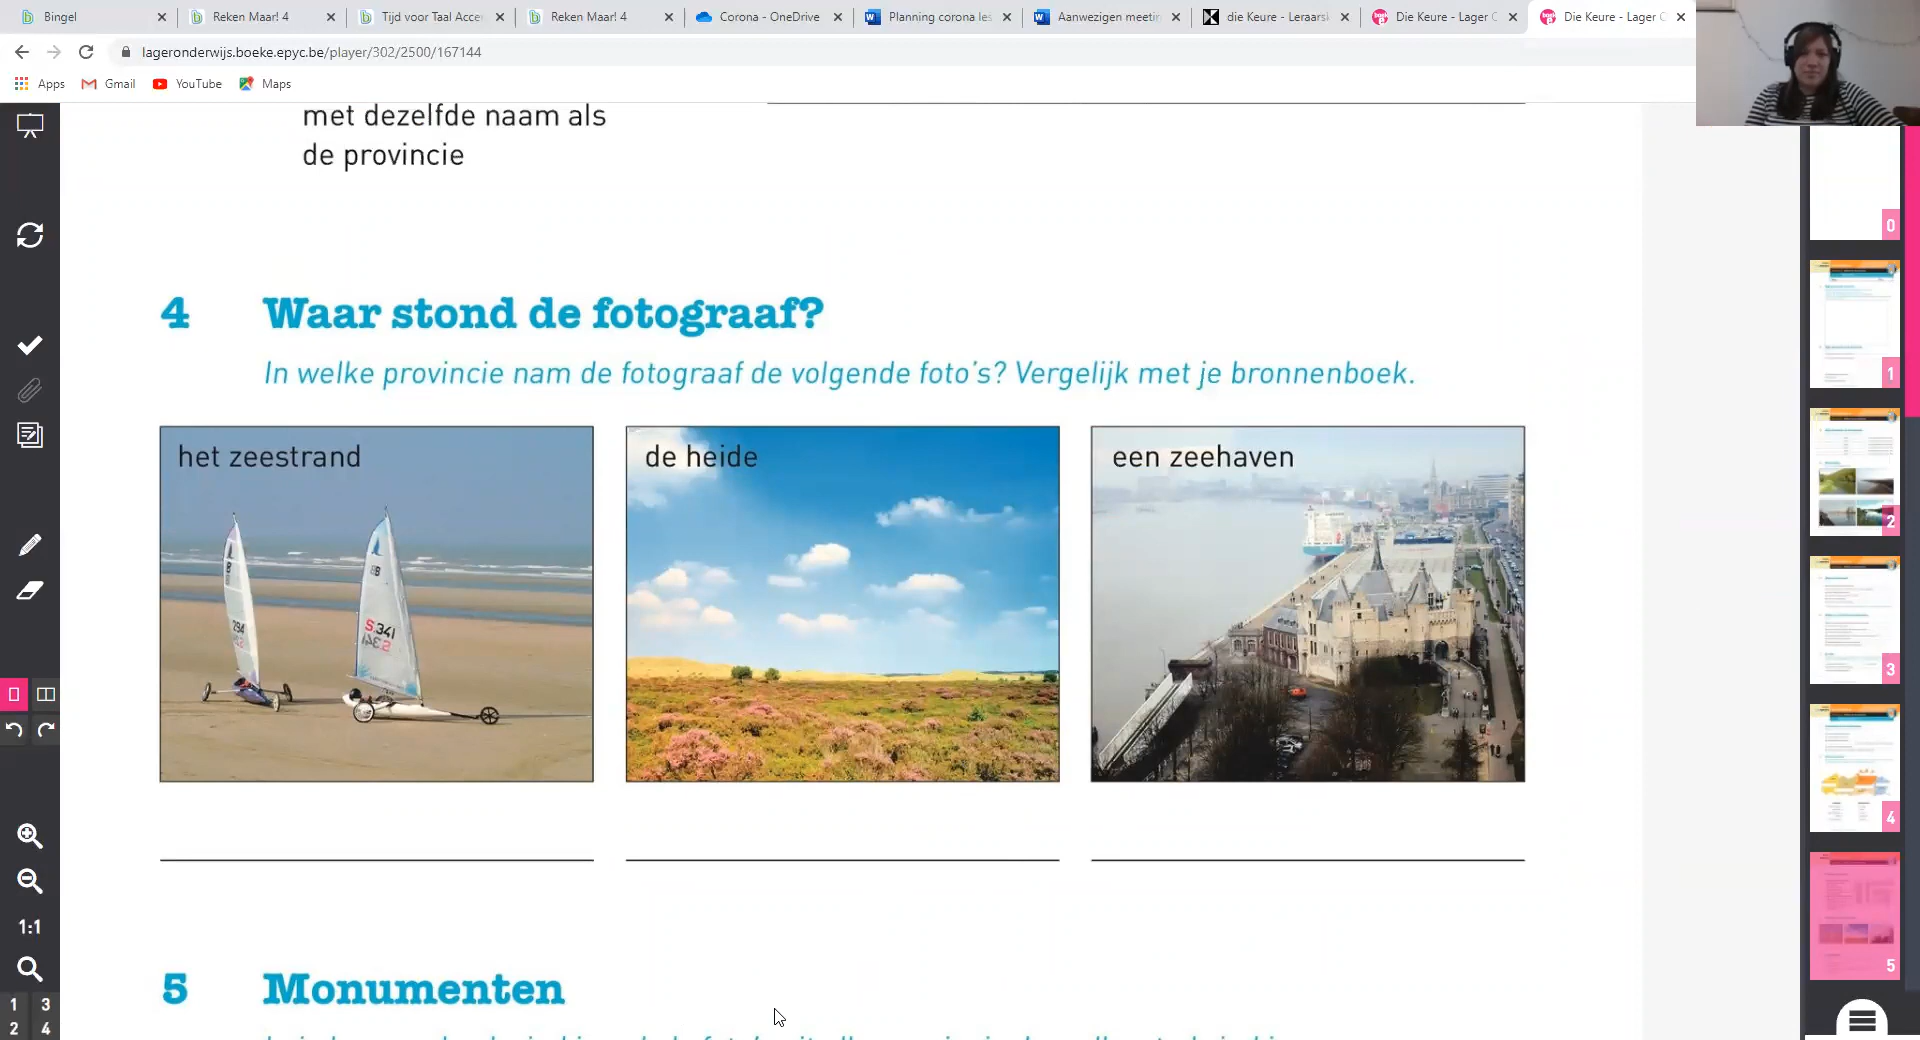 Bingel
Reken Maar! 4
Tijd voor Taal Acce
Reken Maar! 4
Corona - OneDrive
Planning corona les
Aanwezigen meetin
die Keure - Leraars
Die Keure - Lager O
Die Keure - Lager O
lageronderwijs.boeke.epyc.be/player/302/2500/167144
Apps
Gmail
YouTube
Maps
met dezelfde naam als
de provincie
4 Waar stond de fotograaf?
In welke provincie nam de fotograaf de volgende foto's? Vergelijk met je bronnenboek.
het zeestrand
de heide
een zeehaven
294
S.341
5 Monumenten
1:1
1 3
2 4
0
1
2
3
4
5